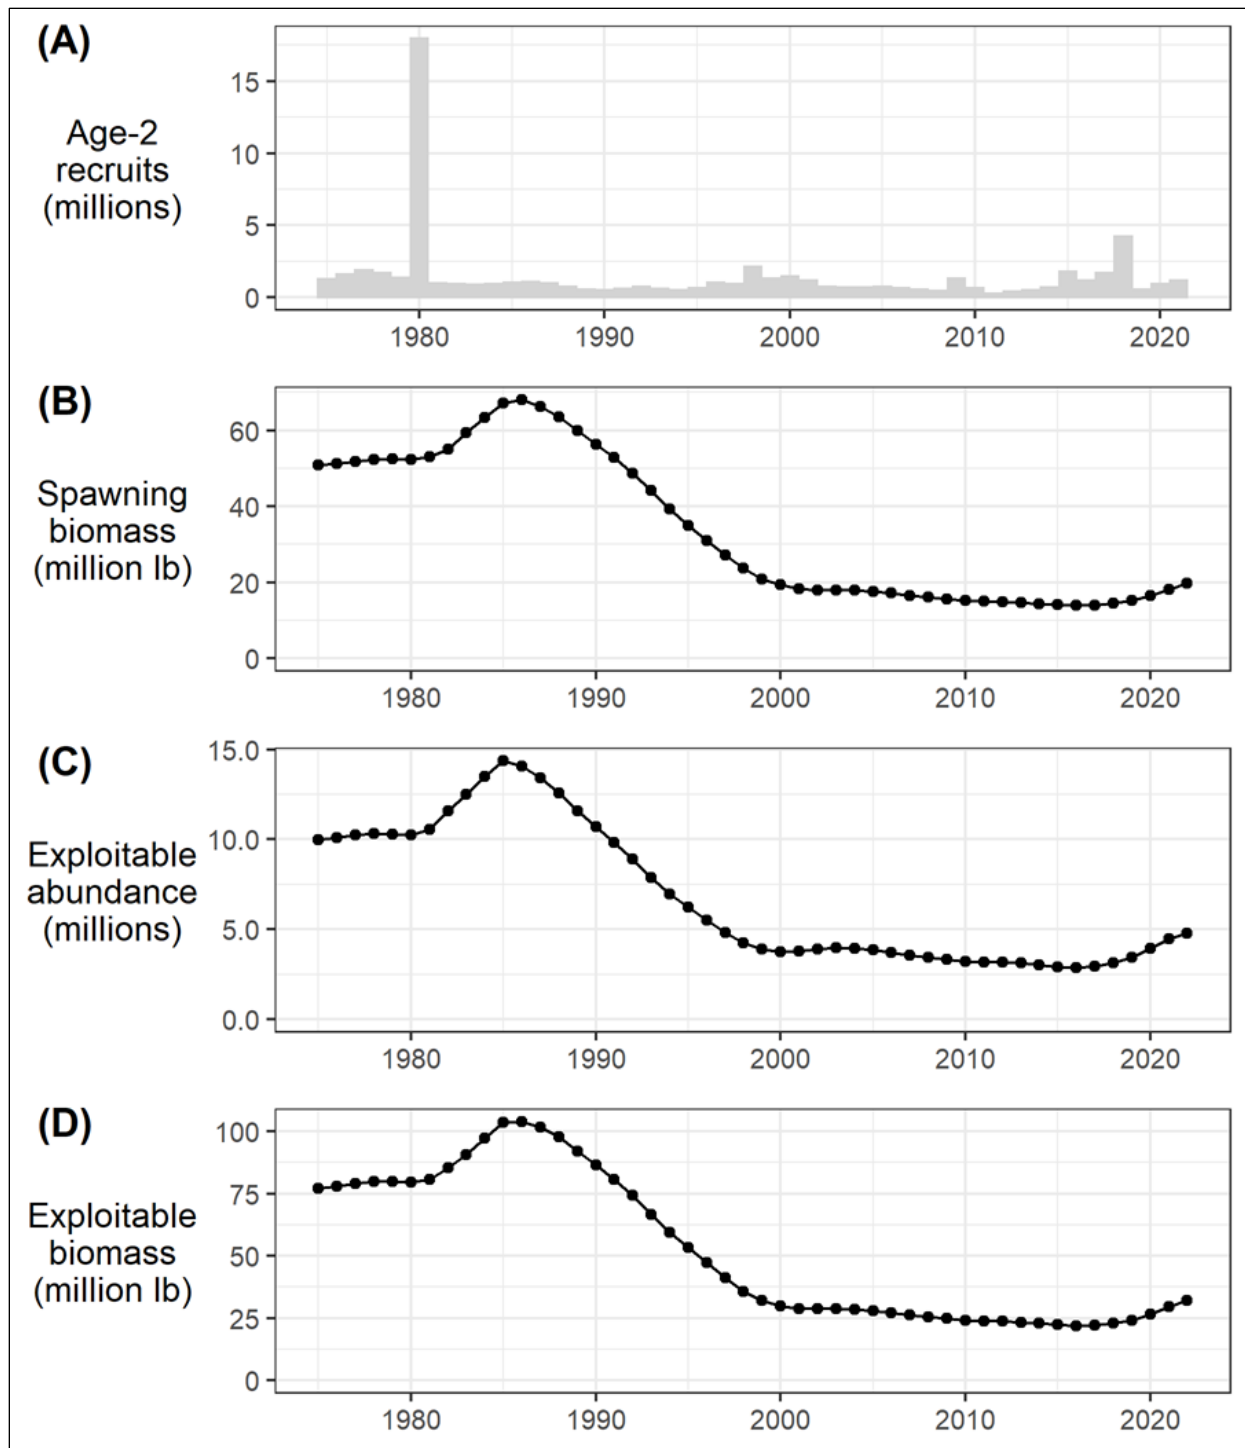 (A)
Age-2
recruits
(millions)
15
10
5
0
1980 1990 2000 2010 2020
(B)
Spawning
biomass
(million lb)
60
40
20
0
1980 1990 2000 2010 2020
(C)
Exploitable
abundance
(millions)
15.0
10.0
5.0
0.0
1980 1990 2000 2010 2020
(D)
Exploitable
biomass
(million lb)
100
75
50
25
0
1980 1990 2000 2010 2020